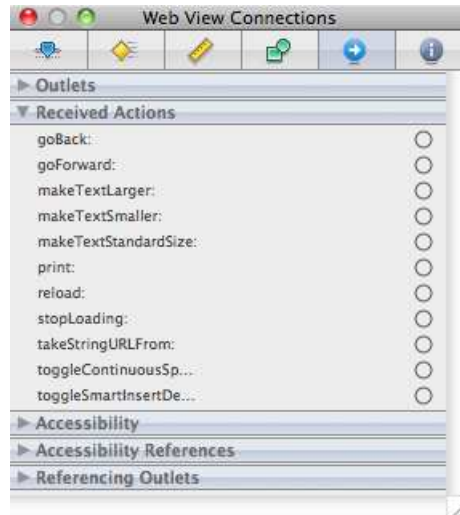 Web View Connections
Outlets
Received Actions
goBack:
goForward:
makeTextLarger:
makeTextSmaller:
makeTextStandardSize:
print:
reload:
stopLoading:
takeStringURLFrom:
toggleContinuousSp...
toggleSmartInsertDe...
Accessibility
Accessibility References
Referencing Outlets